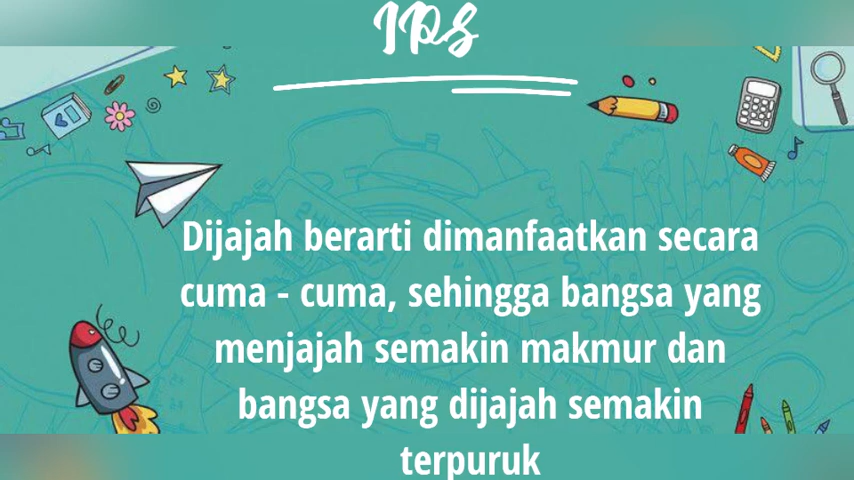 IPS
Dijajah berarti dimanfaatkan secara
cuma - cuma, sehingga bangsa yang
menjajah semakin makmur dan
bangsa yang dijajah semakin
terpuruk